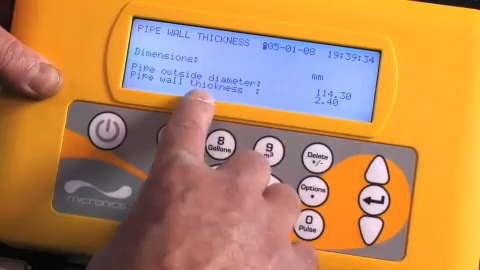 PIPE WALL THICKNESS 05-01-08 19:39:34
Dimensions: mm
Pipe outside diameter: 114.30
Pipe wall thickness : 2.40
8
Gallons
9
m³
Delete
+/-
Options
•
0
Pulse
micronics